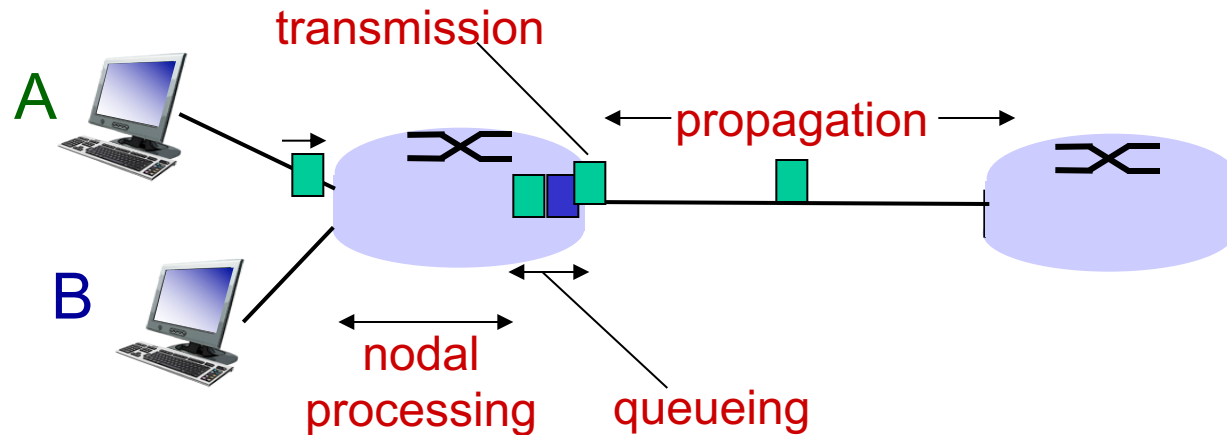 transmission
A
propagation
B
nodal
processing
queueing